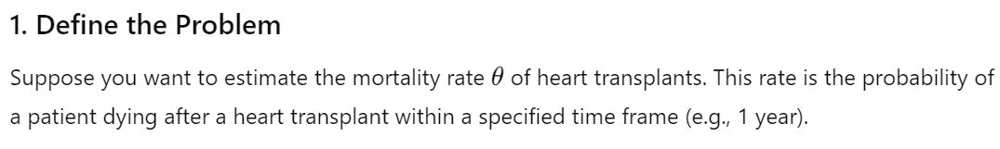 1. Define the Problem
Suppose you want to estimate the mortality rate θ of heart transplants. This rate is the probability of
a patient dying after a heart transplant within a specified time frame (e.g., 1 year).